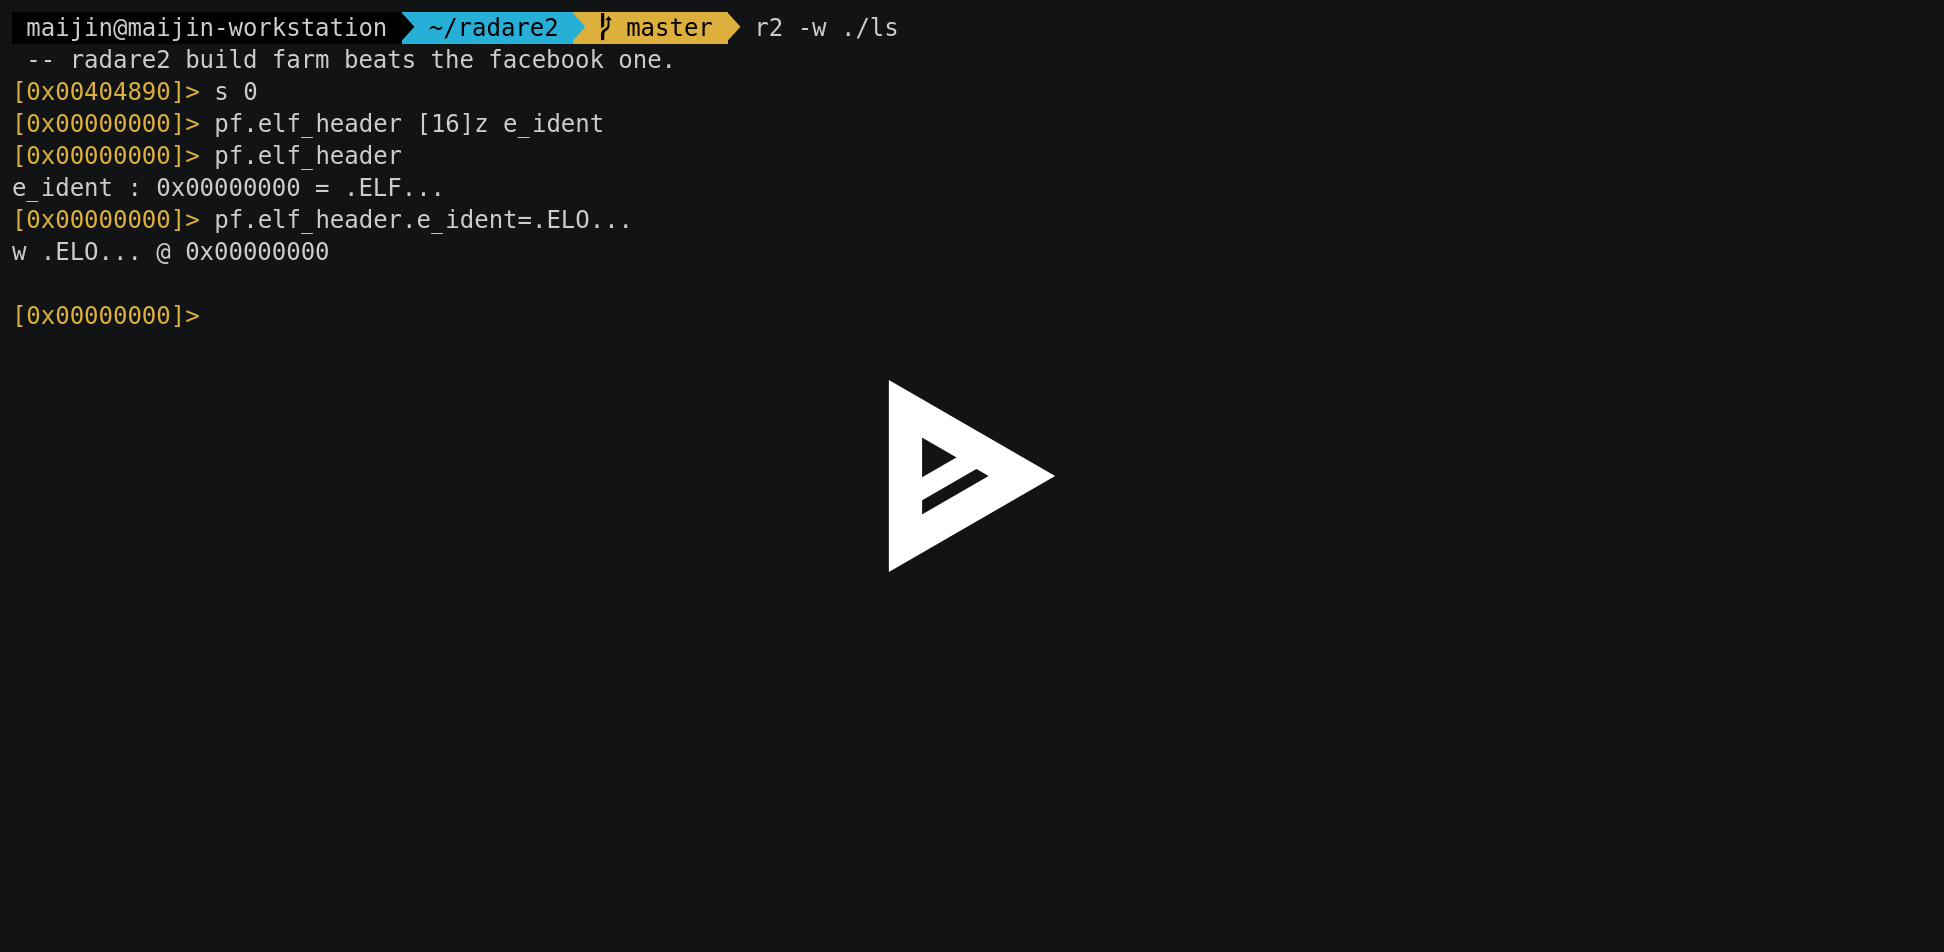 maijin@maijin-workstation ~/radare2 master r2 -w ./ls
-- radare2 build farm beats the facebook one.
[0x00404890]> s 0
[0x00000000]> pf.elf_header [16]z e_ident
[0x00000000]> pf.elf_header
e_ident : 0x00000000 = .ELF...
[0x00000000]> pf.elf_header.e_ident=.ELO...
w .ELO... @ 0x00000000
[0x00000000]>